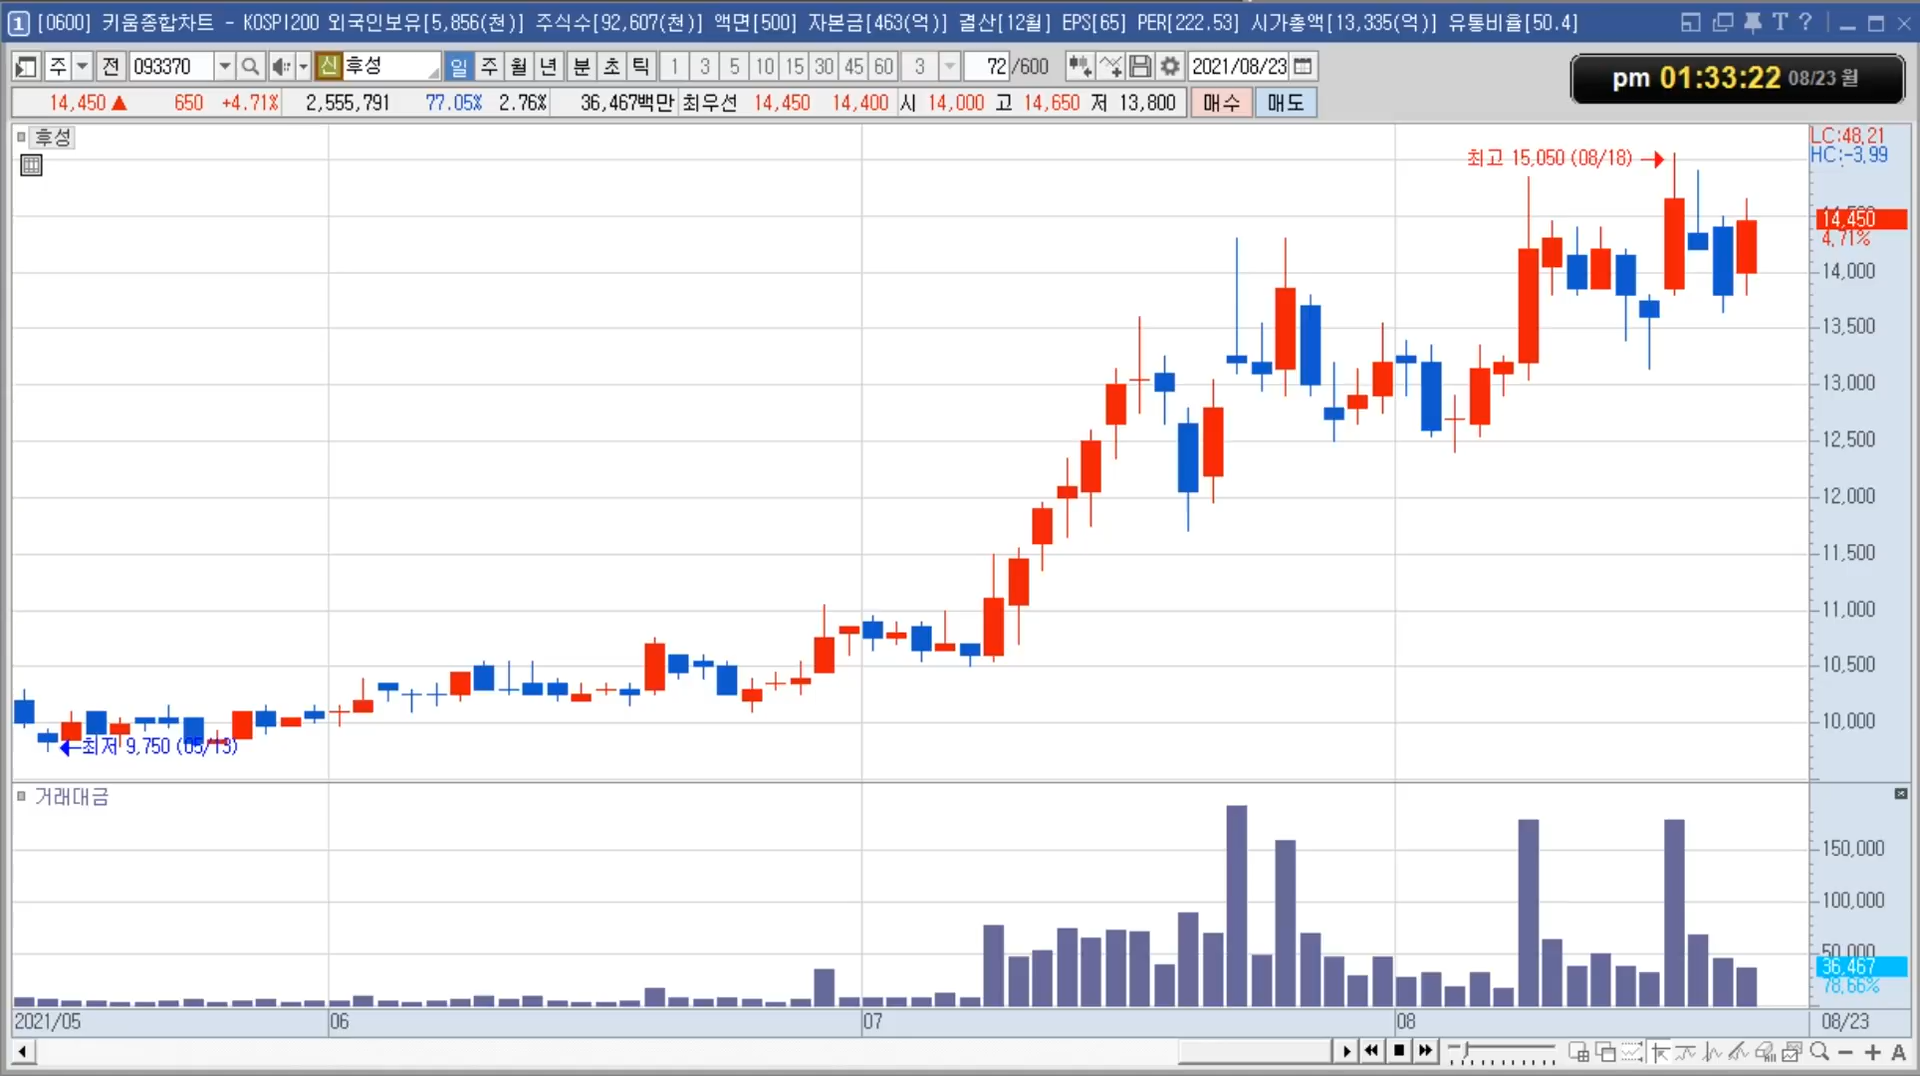 1 [0600] 키움종합차트 - KOSPI200 외국인보유[5,856(천)] 주식수[92,607(천)] 액면[500] 자본금[463(억)] 결산[12월] EPS[65] PER[222.53] 시가총액[13,335(억)] 유통비율[50.4] T ?
주 전 093370 신 후성 일 주 월 년 분 초 틱 1 3 5 10 15 30 45 60 3 72 /600 2021/08/23
pm 01:33:22 08/23 월
14,450 ▲ 650 +4.71% 2,555,791 77.05% 2.76% 36,467백만 최우선 14,450 14,400 시 14,000 고 14,650 저 13,800 매수 매도
후성
LC:48,21
HC:-3,99
최고 15,050 (08/18) →
14,450
4.71%
14,000
13,500
13,000
12,500
12,000
11,500
11,000
10,500
10,000
←최저 9,750 (05/13)
거래대금
150,000
100,000
50,000
36,467
78,66%
2021/05 06 07 08 08/23
A